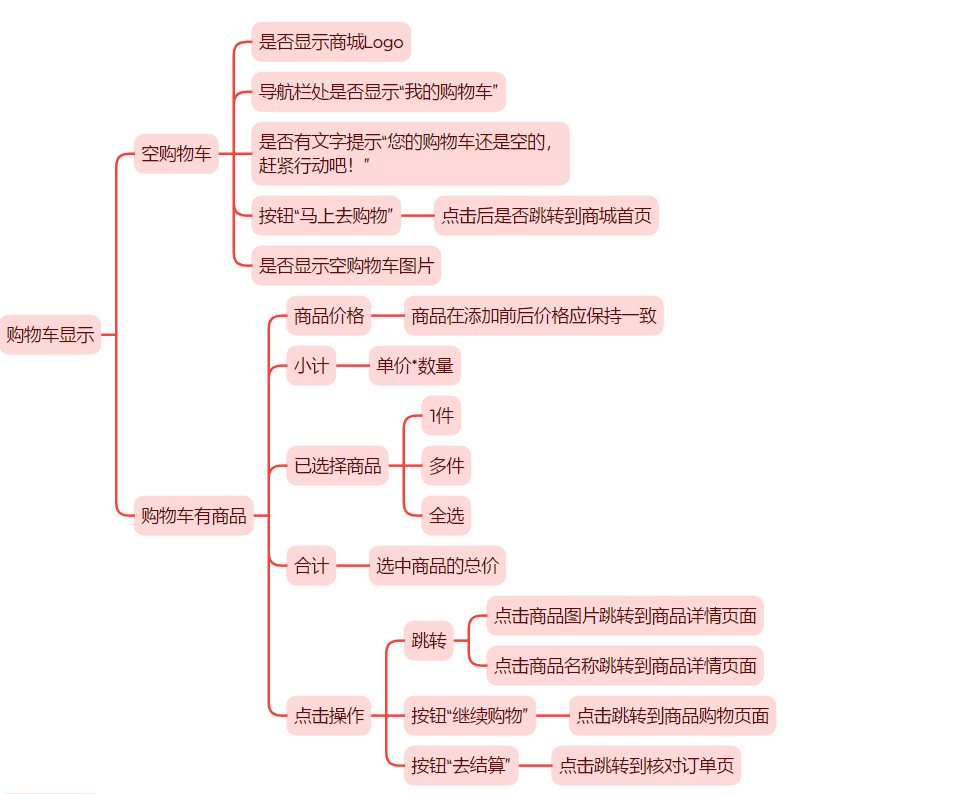 购物车显示
空购物车
是否显示商城Logo
导航栏处是否显示“我的购物车”
是否有文字提示“您的购物车还是空的，
赶紧行动吧！”
按钮“马上去购物”
点击后是否跳转到商城首页
是否显示空购物车图片
购物车有商品
商品价格
商品在添加前后价格应保持一致
小计
单价*数量
已选择商品
1件
多件
全选
合计
选中商品的总价
点击操作
跳转
点击商品图片跳转到商品详情页面
点击商品名称跳转到商品详情页面
按钮“继续购物”
点击跳转到商品购物页面
按钮“去结算”
点击跳转到核对订单页